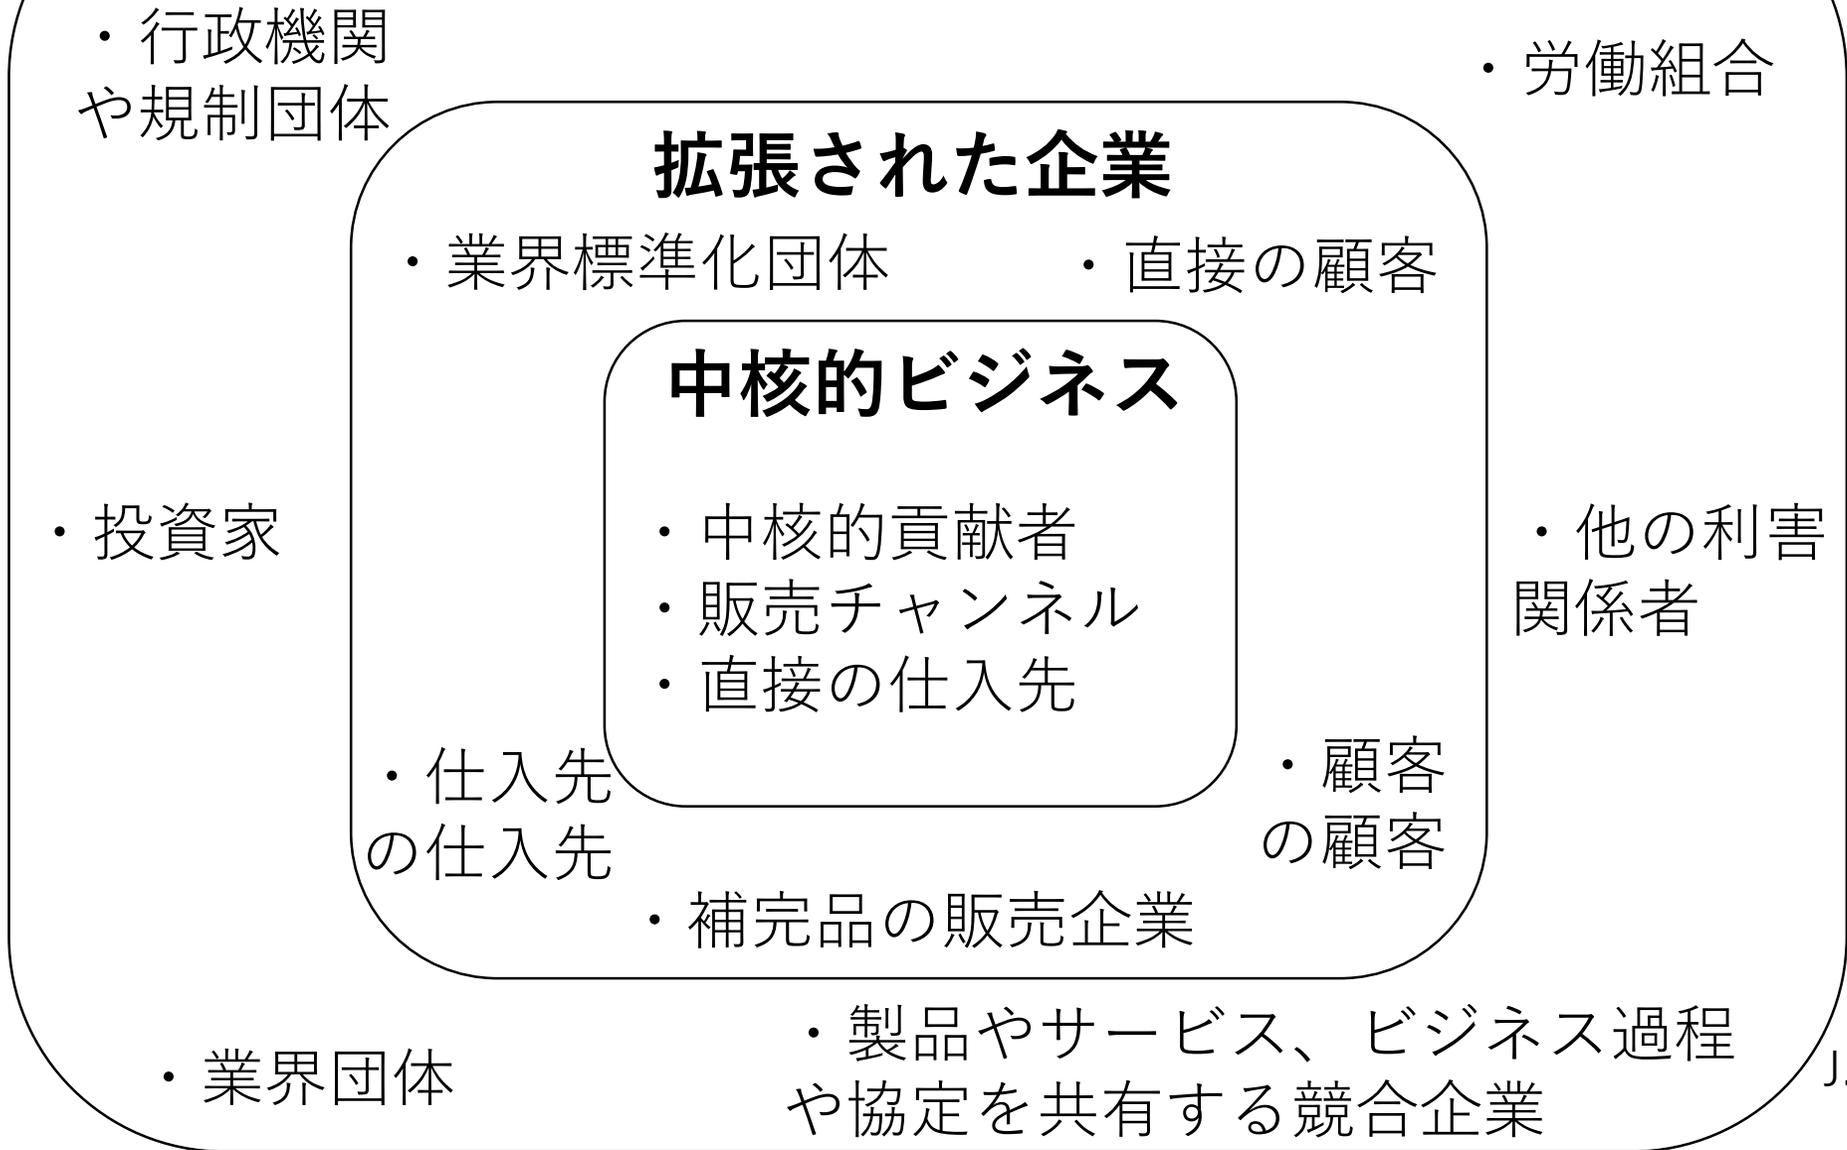 ・行政機関
や規制団体
・労働組合
拡張された企業
・業界標準化団体
・直接の顧客
中核的ビジネス
・投資家
・中核的貢献者
・販売チャンネル
・直接の仕入先
・他の利害
関係者
・仕入先
の仕入先
・顧客
の顧客
・補完品の販売企業
・製品やサービス、ビジネス過程
や協定を共有する競合企業
・業界団体
J.